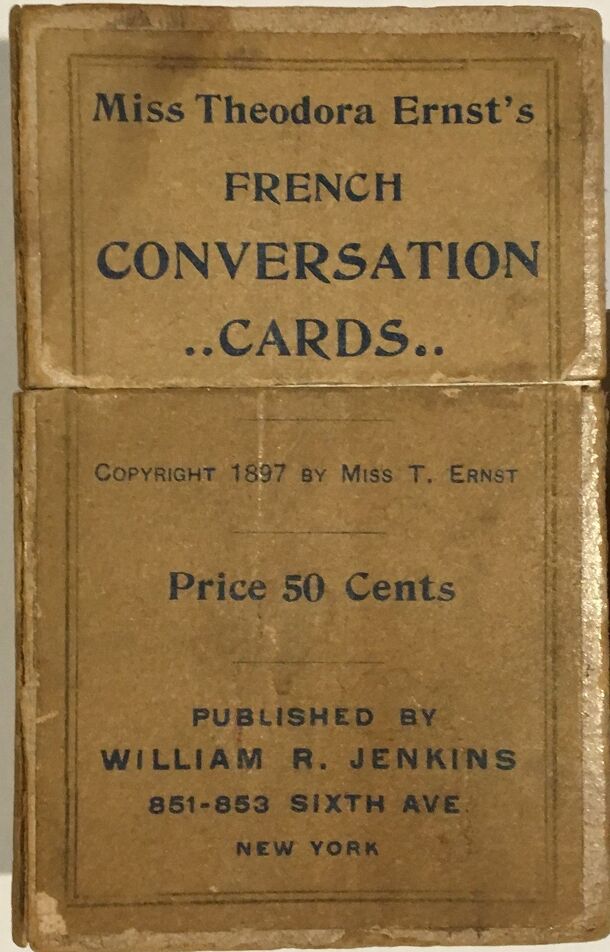 Miss Theodora Ernst's
FRENCH
CONVERSATION
..CARDS..
COPYRIGHT 1897 BY MISS T. ERNST
Price 50 Cents
PUBLISHED BY
WILLIAM R. JENKINS
851-853 SIXTH AVE.
NEW YORK